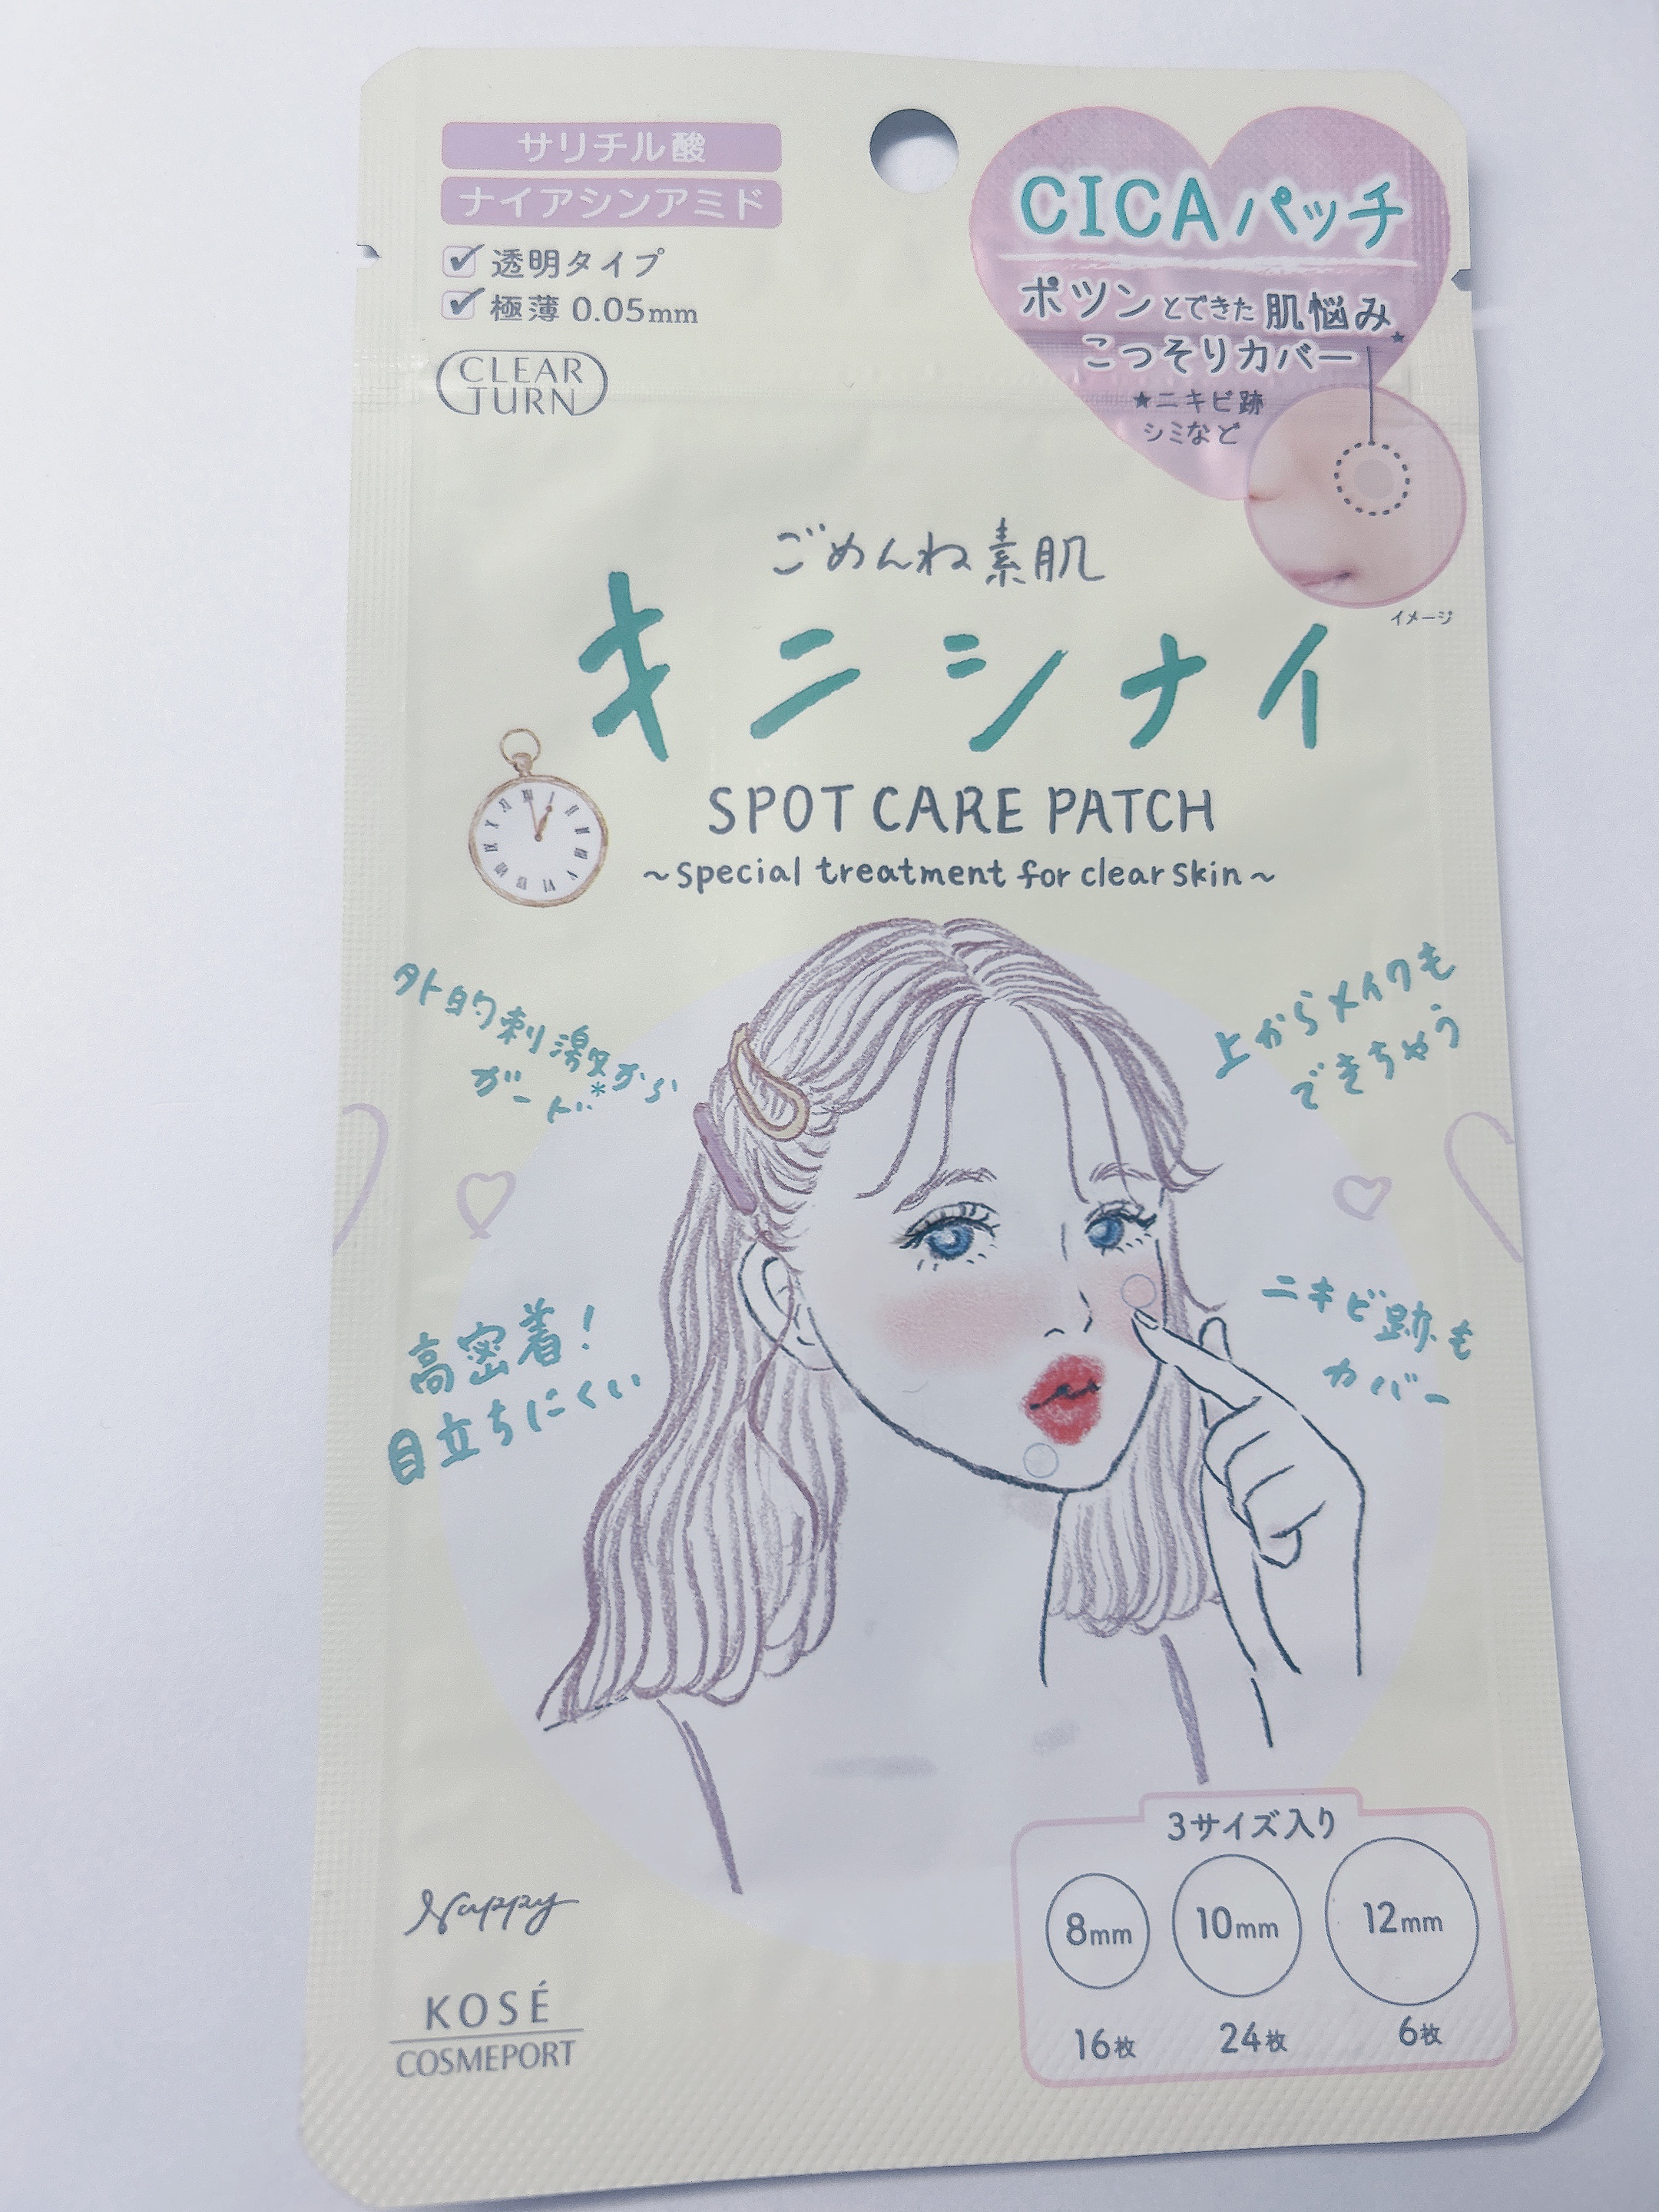 サリチル酸
ナイアシンアミド
透明タイプ
極薄 0.05mm
CLEAR
TURN
CICAパッチ
ポツンとできた肌悩み★
こっそりカバー
★ニキビ跡
シミなど
イメージ
ごめんね素肌
キニシナイ
SPOT CARE PATCH
~special treatment for clear skin~
外的刺激から
ガード*
上からメイクも
できちゃう
高密着!
目立ちにくい
ニキビ跡も
カバー
3サイズ入り
8mm 10mm 12mm
16枚 24枚 6枚
Nappy
KOSÉ
COSMEPORT